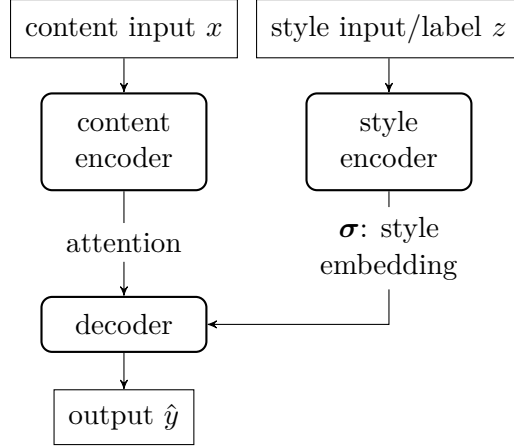 content input x
style input/label z
content
encoder
style
encoder
attention
σ: style
embedding
decoder
output ŷ